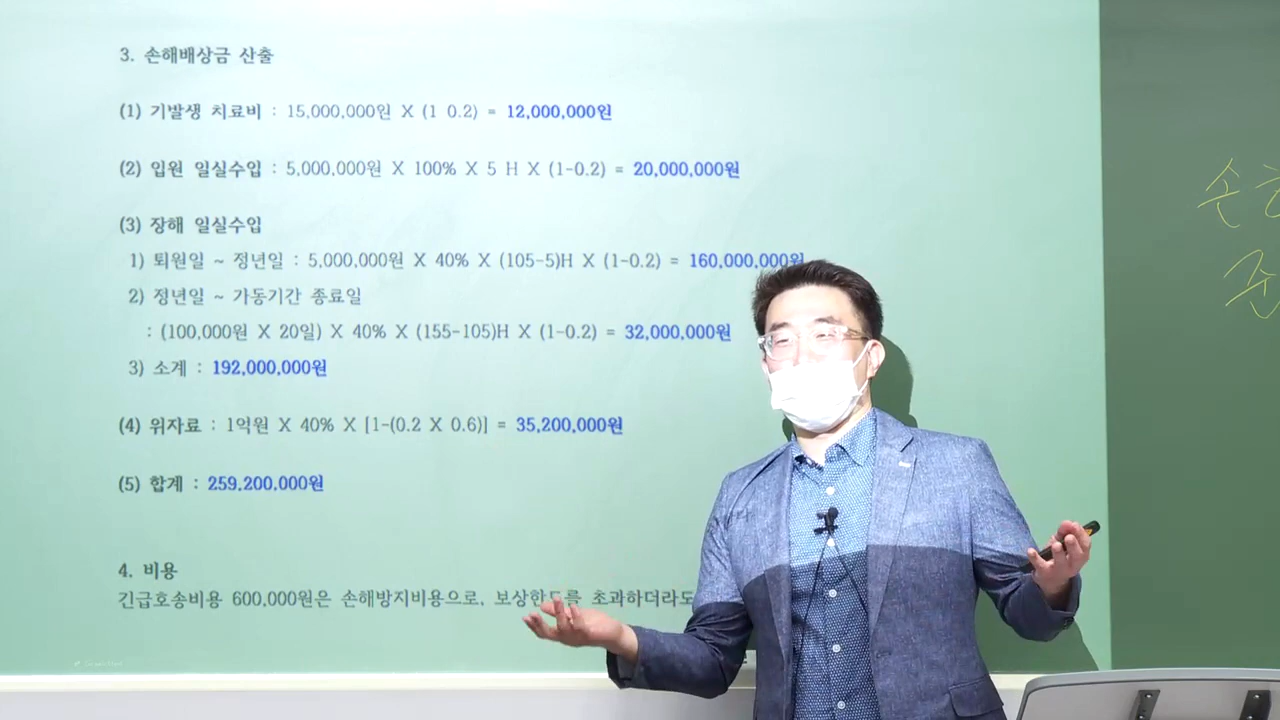 3. 손해배상금 산출
(1) 기발생 치료비 : 15,000,000원 X (1 0.2) = 12,000,000원
(2) 입원 일실수입 : 5,000,000원 X 100% X 5 H X (1-0.2) = 20,000,000원
(3) 장해 일실수입
1) 퇴원일 ~ 정년일 : 5,000,000원 X 40% X (105-5)H X (1-0.2) = 160,000,000원
2) 정년일 ~ 가동기간 종료일
: (100,000원 X 20일) X 40% X (155-105)H X (1-0.2) = 32,000,000원
3) 소계 : 192,000,000원
(4) 위자료 : 1억원 X 40% X [1-(0.2 X 0.6)] = 35,200,000원
(5) 합계 : 259,200,000원
4. 비용
긴급호송비용 600,000원은 손해방지비용으로, 보상한도를 초과하더라도
손
준